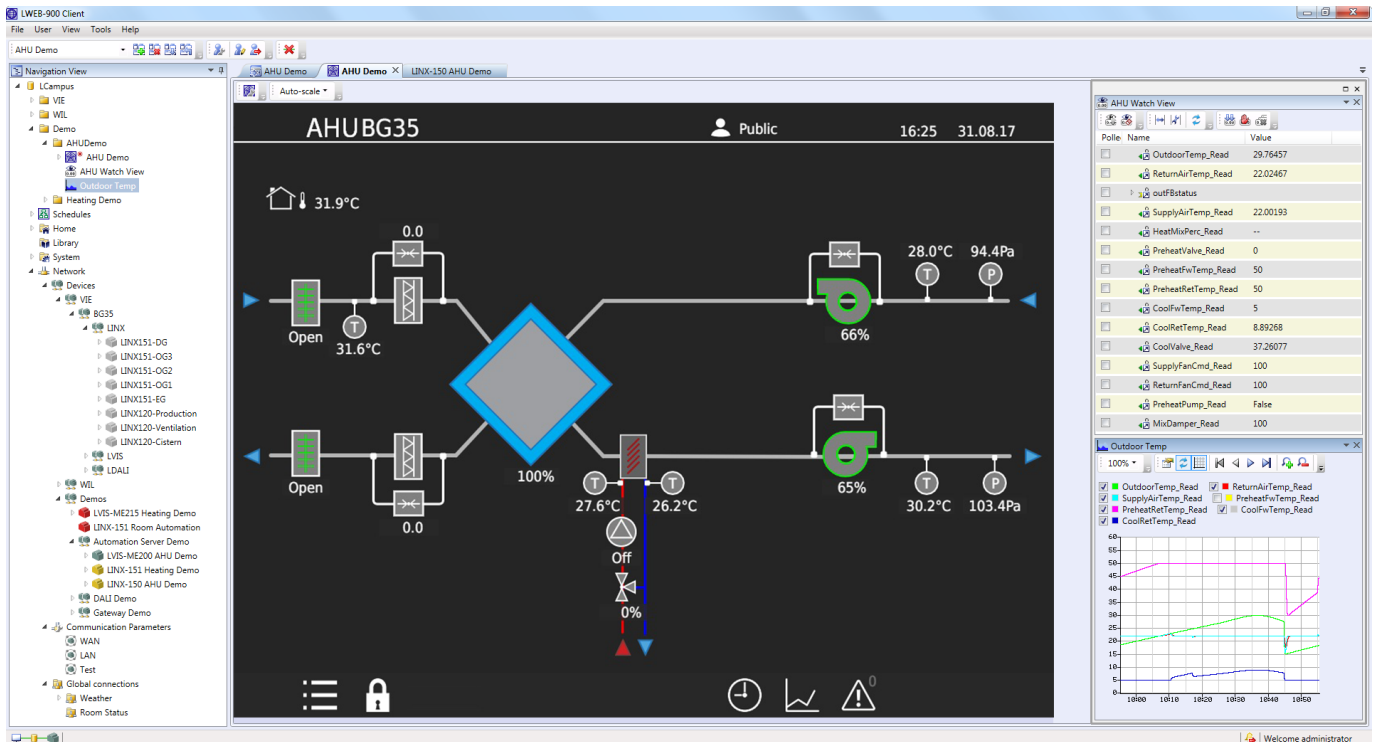 LWEB-900 Client
File User View Tools Help
AHU Demo
Navigation View
LCampus
VIE
WIL
Demo
AHUDemo
* AHU Demo
AHU Watch View
Outdoor Temp
Heating Demo
Schedules
Home
Library
System
Network
Devices
VIE
BG35
LINX
LINX151-DG
LINX151-OG3
LINX151-OG2
LINX151-OG1
LINX151-EG
LINX120-Production
LINX120-Ventilation
LINX120-Cistern
LVIS
LDALI
WIL
Demos
LVIS-ME215 Heating Demo
LINX-151 Room Automation
Automation Server Demo
LVIS-ME200 AHU Demo
LINX-151 Heating Demo
LINX-150 AHU Demo
DALI Demo
Gateway Demo
Communication Parameters
WAN
LAN
Test
Global connections
Weather
Room Status
AHU Demo AHU Demo LINX-150 AHU Demo
Auto-scale
AHUBG35 Public 16:25 31.08.17
31.9°C
0.0
28.0°C 94.4Pa
T P
Open T 66%
31.6°C
Open 100% T T 65% T P
27.6°C 26.2°C 30.2°C 103.4Pa
0.0
Off
0%
0
AHU Watch View
Polle Name Value
OutdoorTemp_Read 29.76457
ReturnAirTemp_Read 22.02467
outFBstatus
SupplyAirTemp_Read 22.00193
HeatMixPerc_Read --
PreheatValve_Read 0
PreheatFwTemp_Read 50
PreheatRetTemp_Read 50
CoolFwTemp_Read 5
CoolRetTemp_Read 8.89268
CoolValve_Read 37.26077
SupplyFanCmd_Read 100
ReturnFanCmd_Read 100
PreheatPump_Read False
MixDamper_Read 100
Outdoor Temp
100%
OutdoorTemp_Read ReturnAirTemp_Read
SupplyAirTemp_Read PreheatFwTemp_Read
PreheatRetTemp_Read CoolFwTemp_Read
CoolRetTemp_Read
60
55
50
45
40
35
30
25
20
15
10
5
0
10:00 10:10 10:20 10:30 10:40 10:50
Welcome administrator